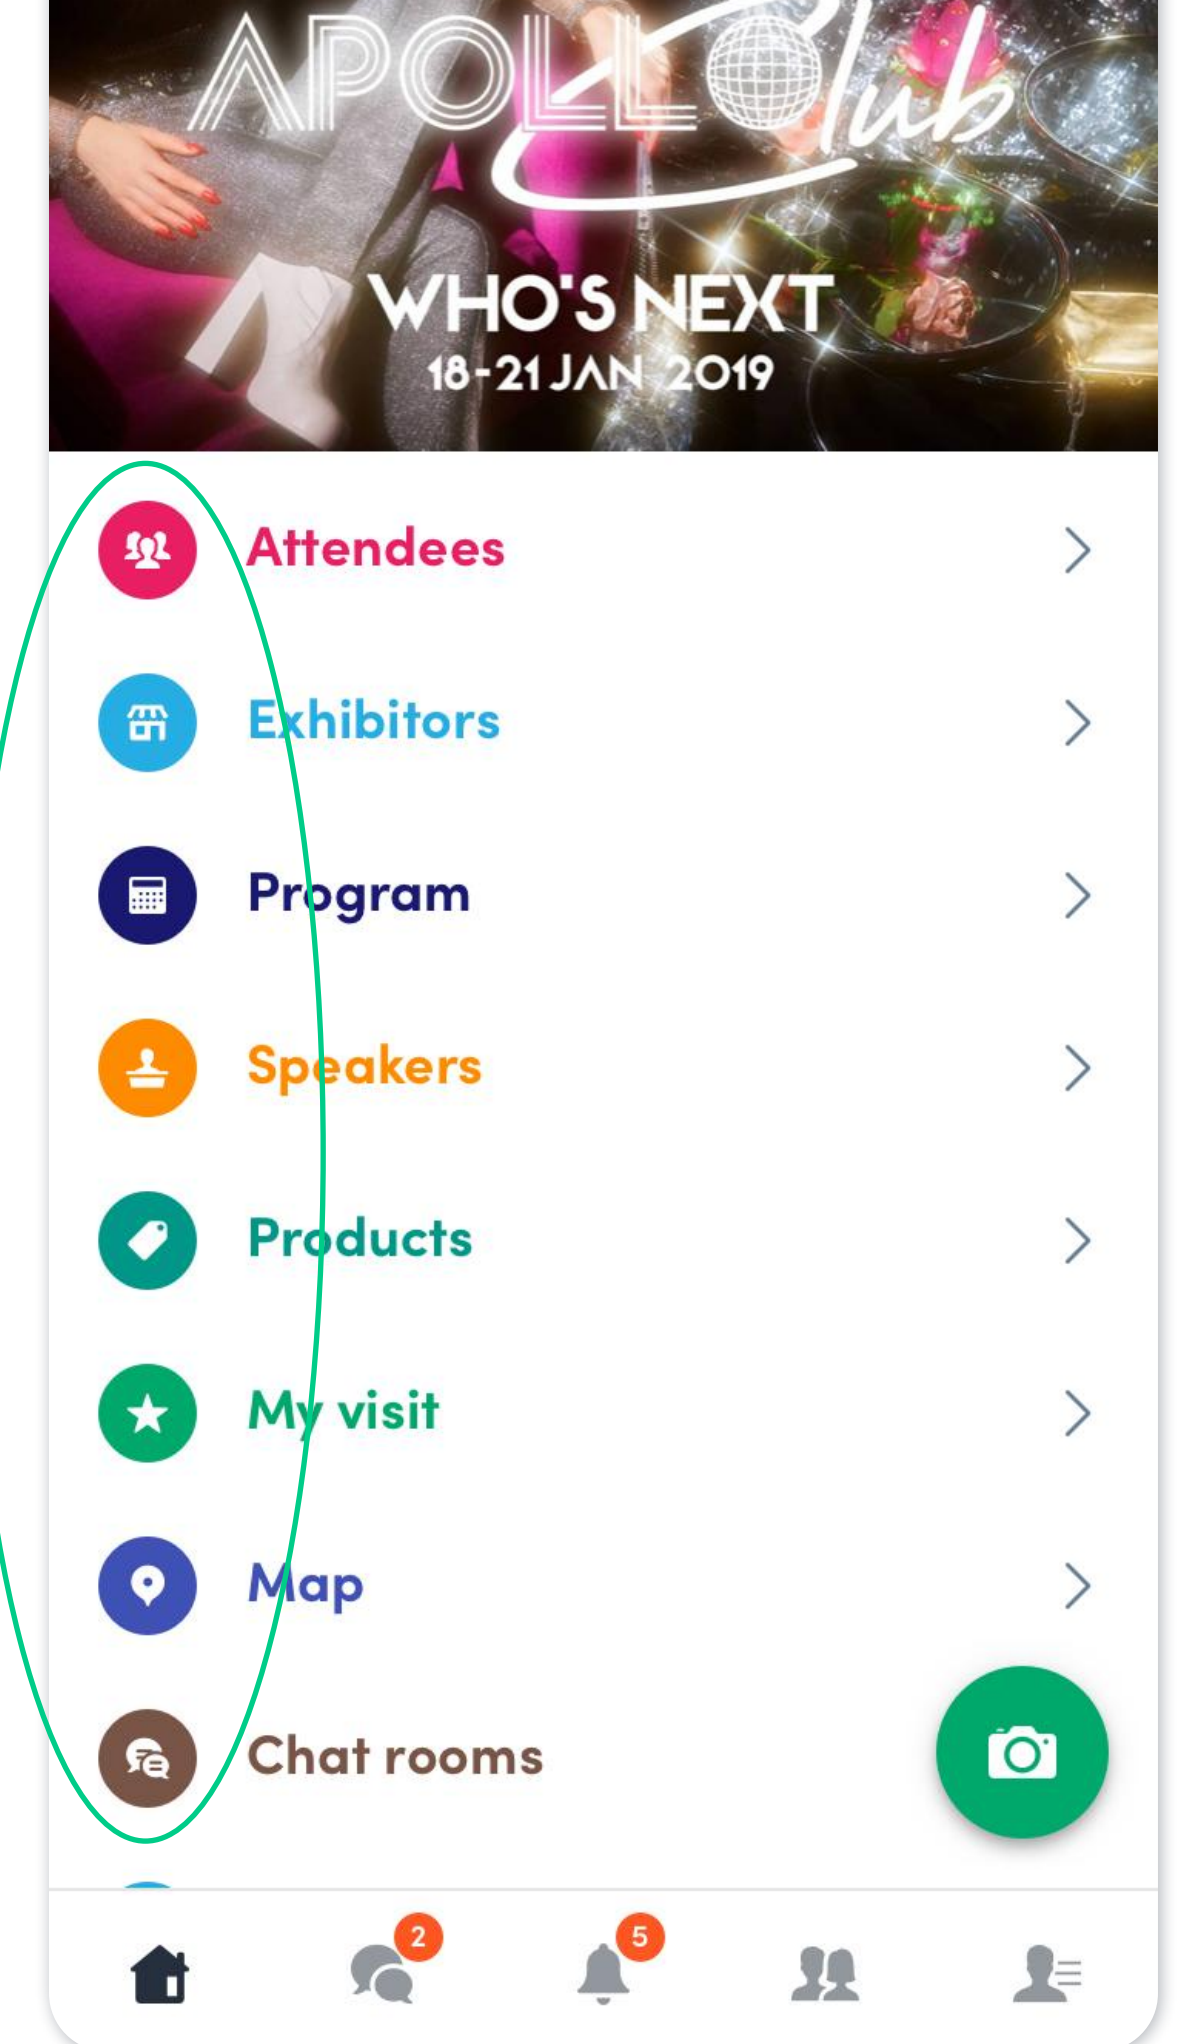 APOLLO Club
WHO'S NEXT
18-21 JAN 2019
Attendees
Exhibitors
Program
Speakers
Products
My visit
Map
Chat rooms
2
5